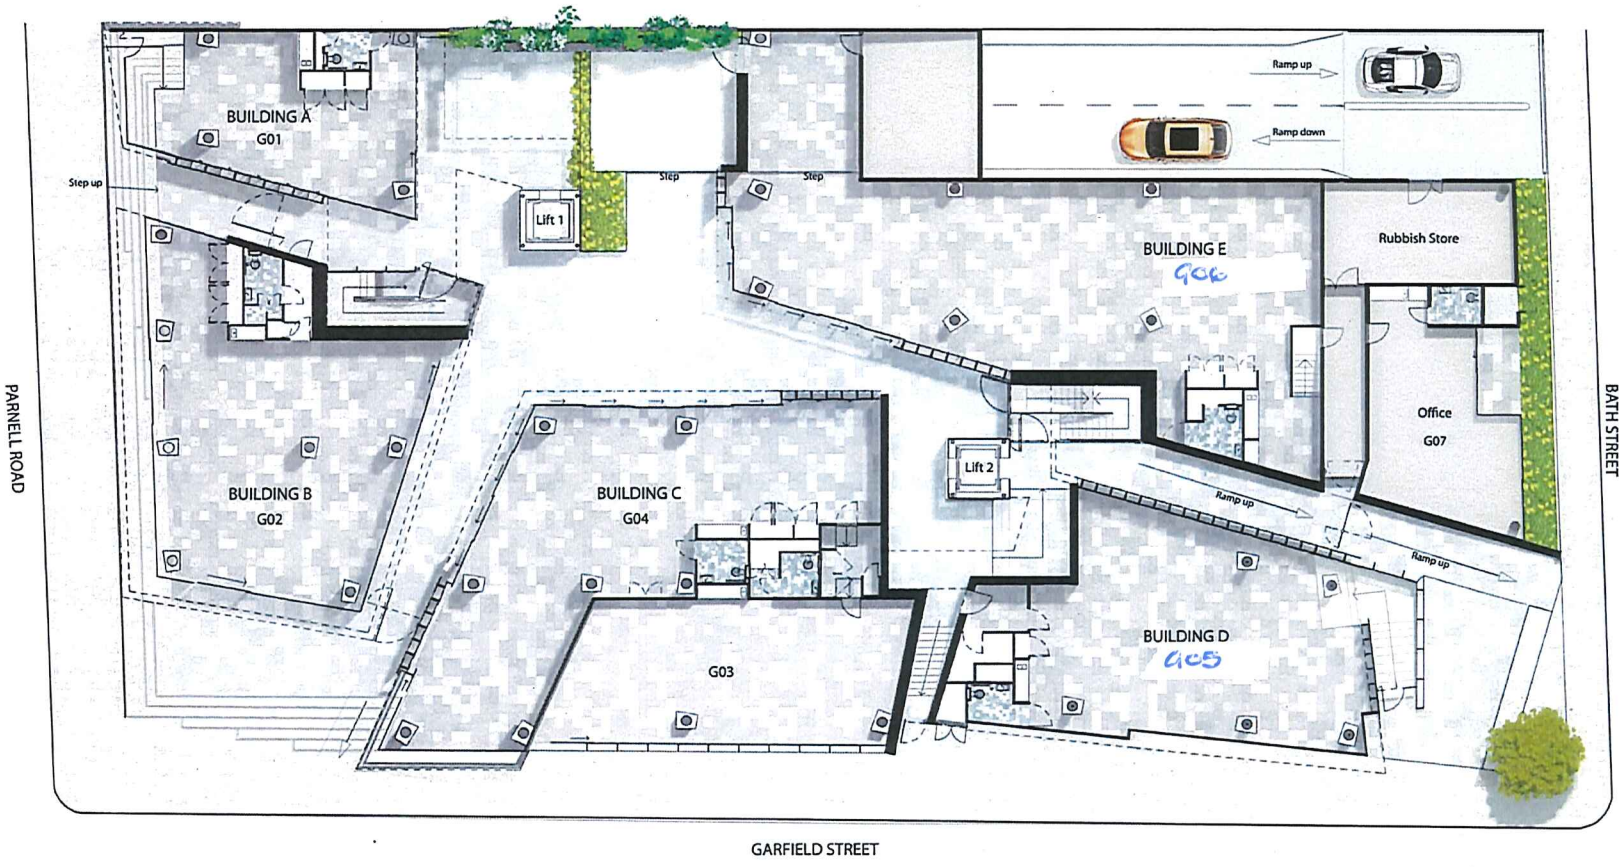 Ramp up
Ramp down
BUILDING A
G01
Step up
Step
Step
Lift 1
BUILDING E
G06
Rubbish Store
PARNELL ROAD
BATH STREET
Office
G07
Lift 2
BUILDING B
G02
BUILDING C
G04
Ramp up
Ramp up
BUILDING D
G05
G03
GARFIELD STREET